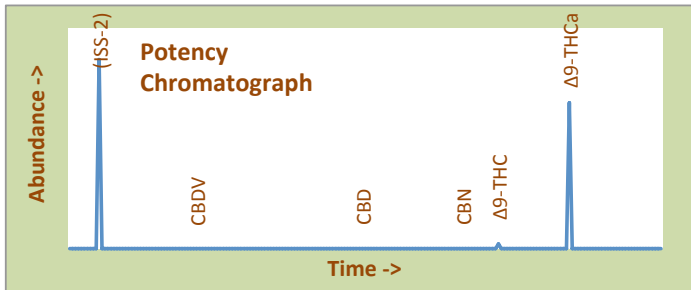 (ISS-2)
Potency
Chromatograph
Δ9-THCa
Abundance ->
CBDV
CBD
CBN
Δ9-THC
Time ->